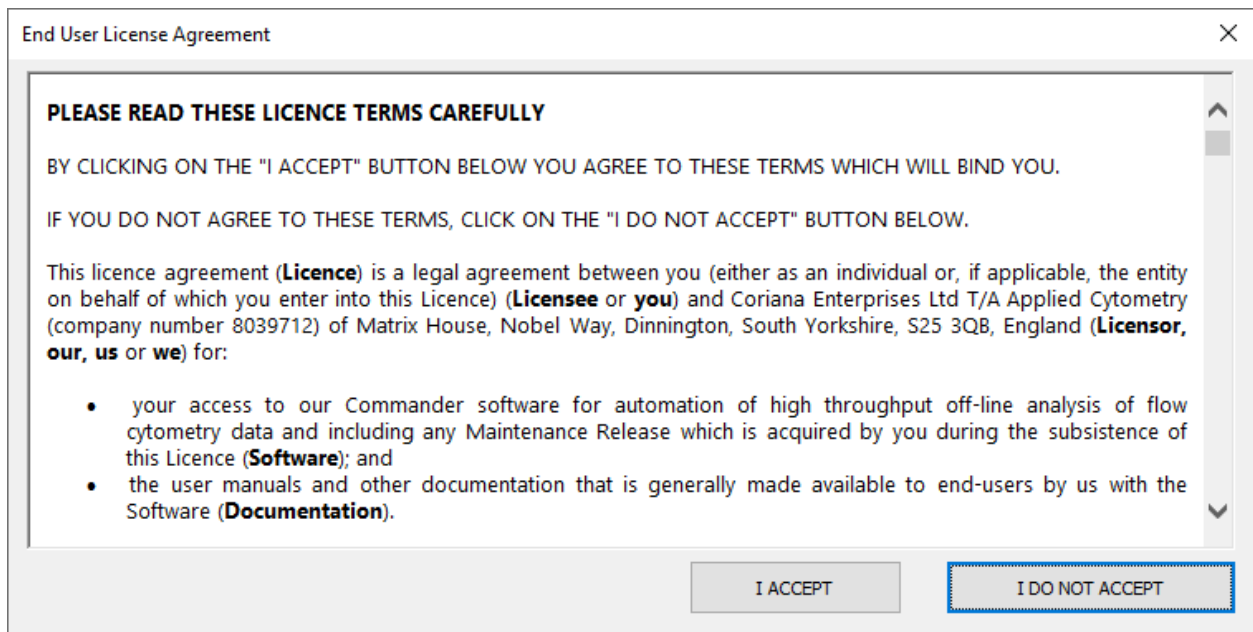 End User License Agreement
PLEASE READ THESE LICENCE TERMS CAREFULLY
BY CLICKING ON THE "I ACCEPT" BUTTON BELOW YOU AGREE TO THESE TERMS WHICH WILL BIND YOU.
IF YOU DO NOT AGREE TO THESE TERMS, CLICK ON THE "I DO NOT ACCEPT" BUTTON BELOW.
This licence agreement (Licence) is a legal agreement between you (either as an individual or, if applicable, the entity
on behalf of which you enter into this Licence) (Licensee or you) and Coriana Enterprises Ltd T/A Applied Cytometry
(company number 8039712) of Matrix House, Nobel Way, Dinnington, South Yorkshire, S25 3QB, England (Licensor,
our, us or we) for:
• your access to our Commander software for automation of high throughput off-line analysis of flow
cytometry data and including any Maintenance Release which is acquired by you during the subsistence of
this Licence (Software); and
• the user manuals and other documentation that is generally made available to end-users by us with the
Software (Documentation).
I ACCEPT
I DO NOT ACCEPT